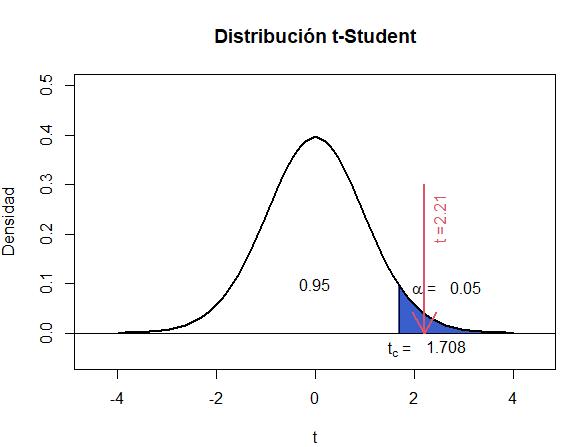 Distribución t-Student
Densidad
0.5
0.4
0.3
0.2
0.1
0.0
t = 2.21
0.95
α = 0.05
tc = 1.708
-4 -2 0 2 4
t